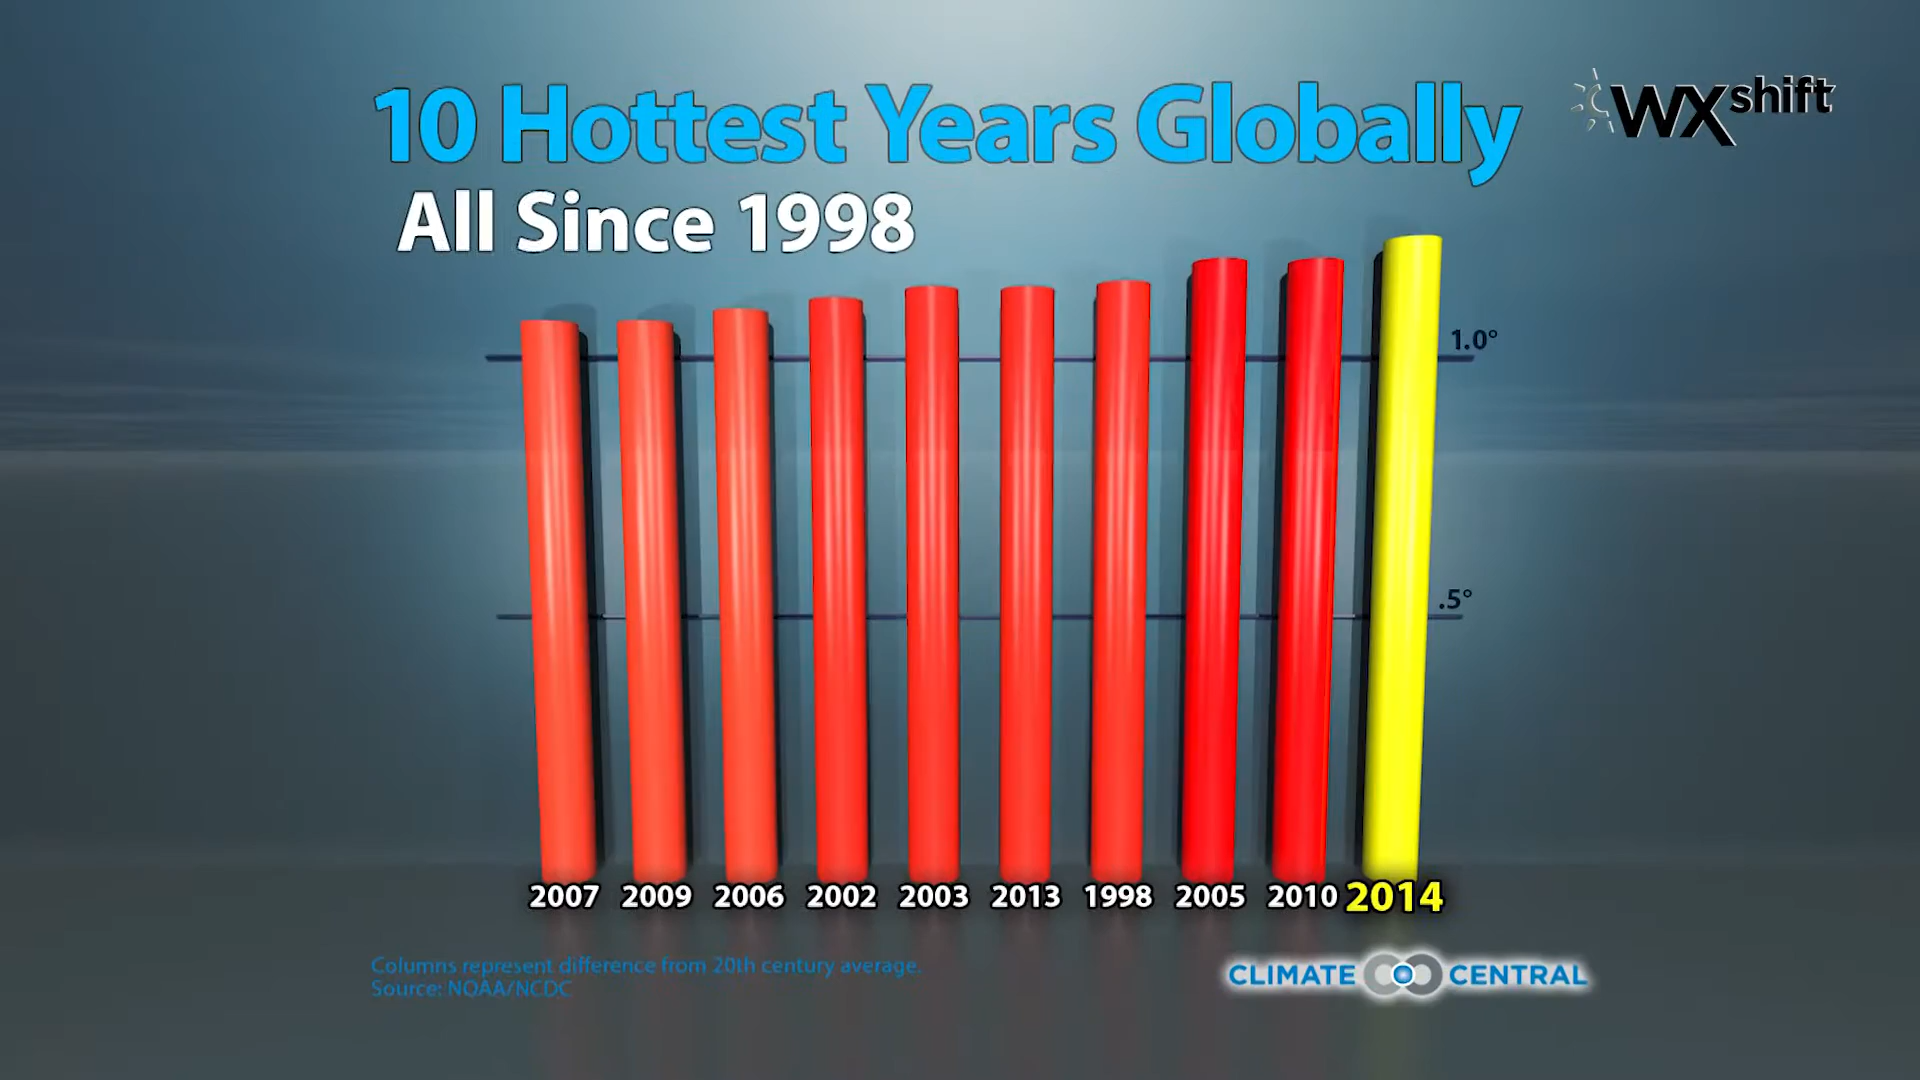 10 Hottest Years Globally
WXshift
All Since 1998
1.0°
.5°
2007 2009 2006 2002 2003 2013 1998 2005 2010 2014
Columns represent difference from 20th century average.
Source: NOAA/NCDC
CLIMATE CENTRAL